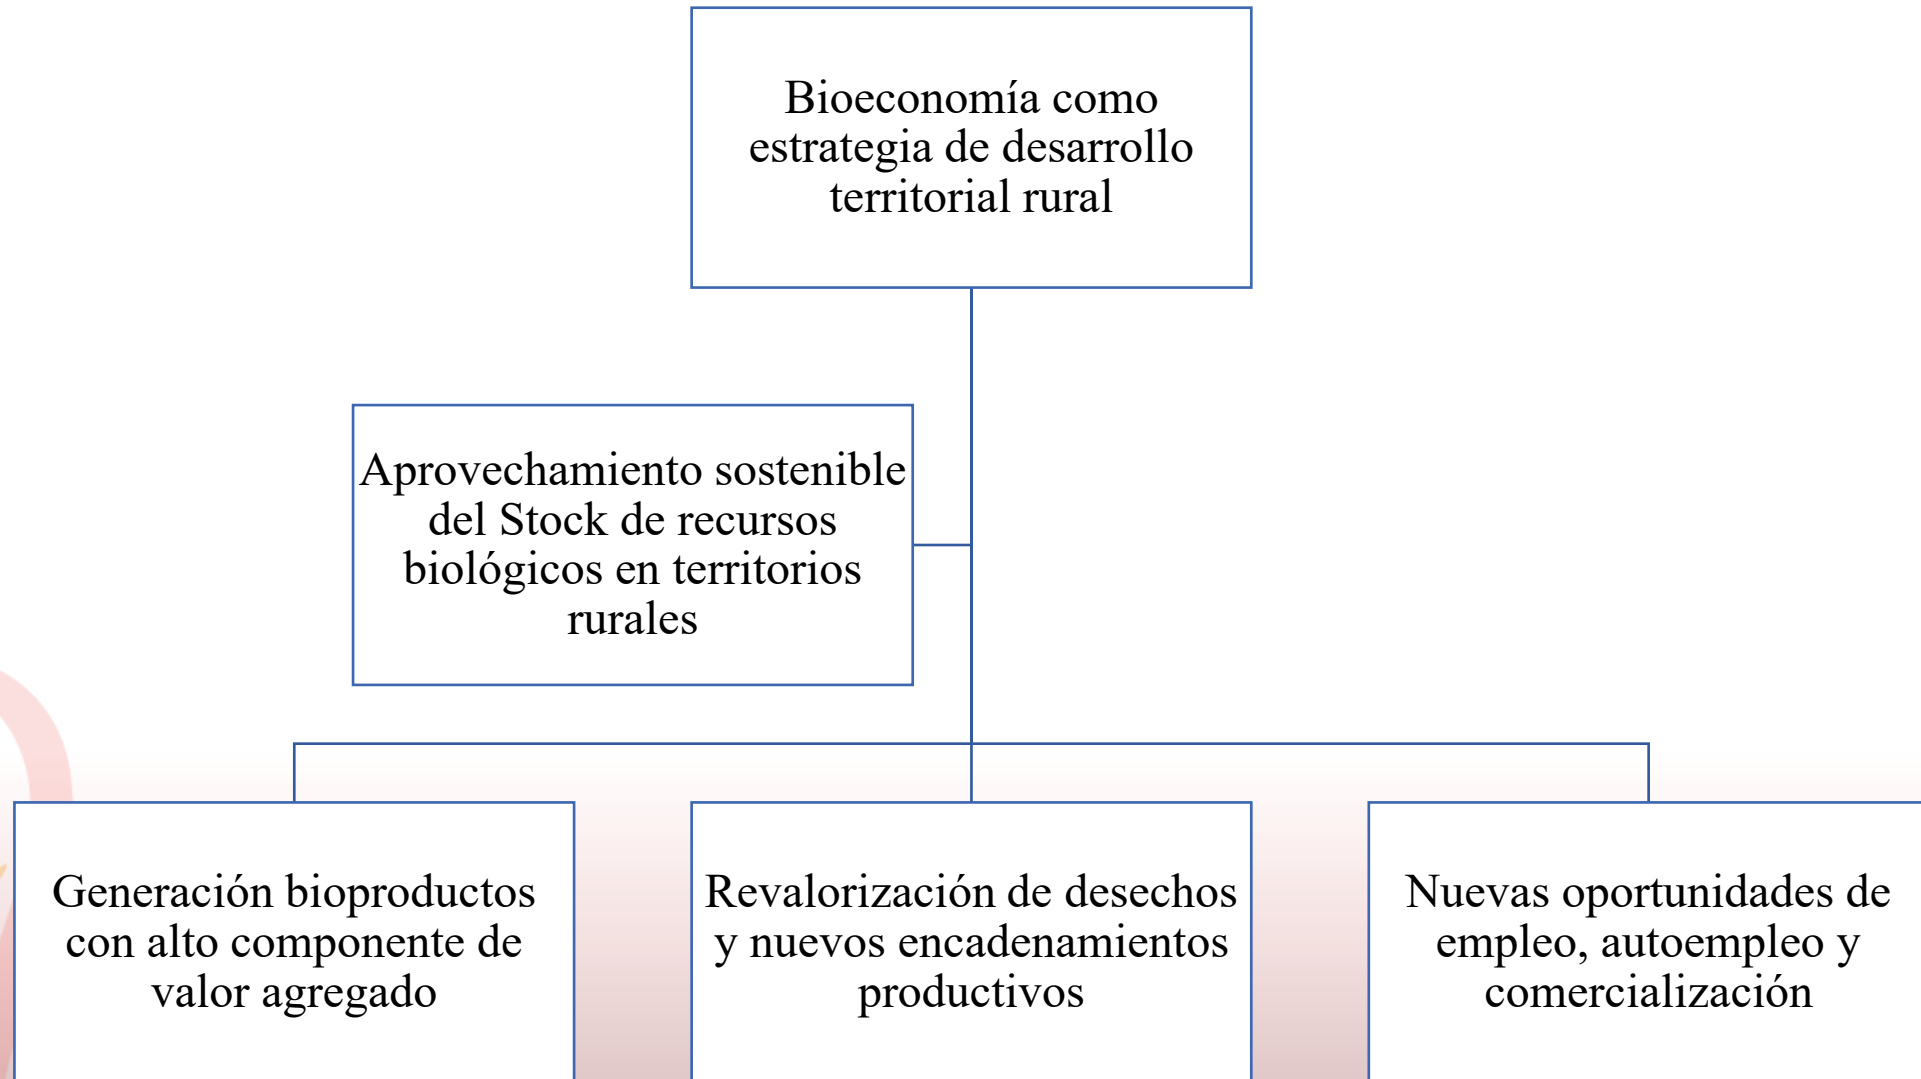 Bioeconomía como
estrategia de desarrollo
territorial rural
Aprovechamiento sostenible
del Stock de recursos
biológicos en territorios
rurales
Generación bioproductos
con alto componente de
valor agregado
Revalorización de desechos
y nuevos encadenamientos
productivos
Nuevas oportunidades de
empleo, autoempleo y
comercialización